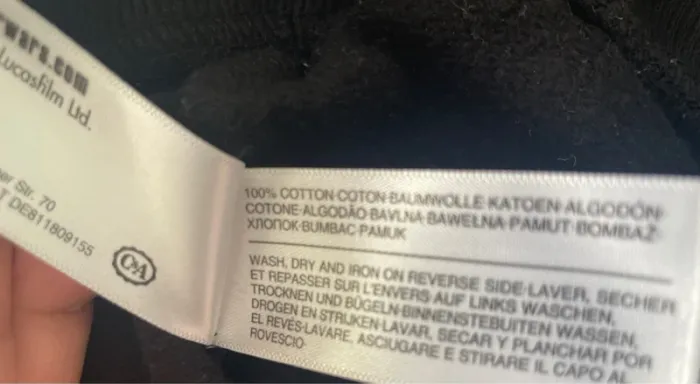 rwars.com
Lucasfilm Ltd.
er Str. 70
T DE811809155
C&A
100% COTTON-COTON-BAUMWOLLE-KATOEN-ALGODÓN-
COTONE-ALGODÃO-BAVLNA-BAWEŁNA-PAMUT-BOMBAŽ-
ХЛОПОК-BUMBAC-PAMUK
WASH, DRY AND IRON ON REVERSE SIDE-LAVER, SECHER
ET REPASSER SUR L'ENVERS-AUF LINKS WASCHEN,
TROCKNEN UND BÜGELN-BINNENSTEBUITEN WASSEN,
DROGEN EN STRIJKEN-LAVAR, SECAR Y PLANCHAR POR
EL REVÉS-LAVARE, ASCIUGARE E STIRARE IL CAPO AL
ROVESCIO-